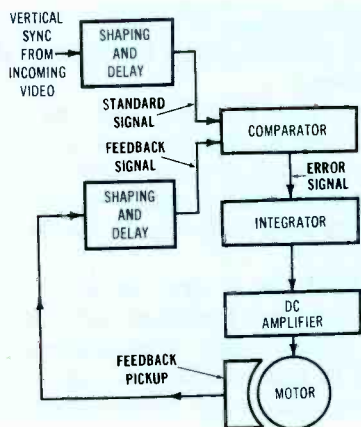 VERTICAL
SYNC
FROM
INCOMING
VIDEO
SHAPING
AND
DELAY
STANDARD
SIGNAL
FEEDBACK
SIGNAL
COMPARATOR
SHAPING
AND
DELAY
ERROR
SIGNAL
INTEGRATOR
DC
AMPLIFIER
FEEDBACK
PICKUP
MOTOR